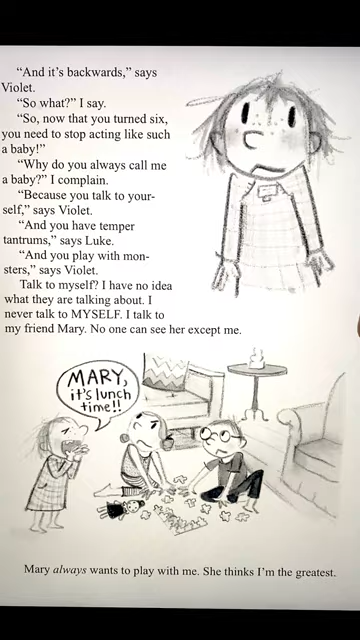 “And it’s backwards,” says
Violet.
“So what?” I say.
“So, now that you turned six,
you need to stop acting like such
a baby!”
“Why do you always call me
a baby?” I complain.
“Because you talk to your-
self,” says Violet.
“And you have temper
tantrums,” says Luke.
“And you play with mon-
sters,” says Violet.
Talk to myself? I have no idea
what they are talking about. I
never talk to MYSELF. I talk to
my friend Mary. No one can see her except me.
MARY,
it's lunch
time!!
Mary always wants to play with me. She thinks I’m the greatest.